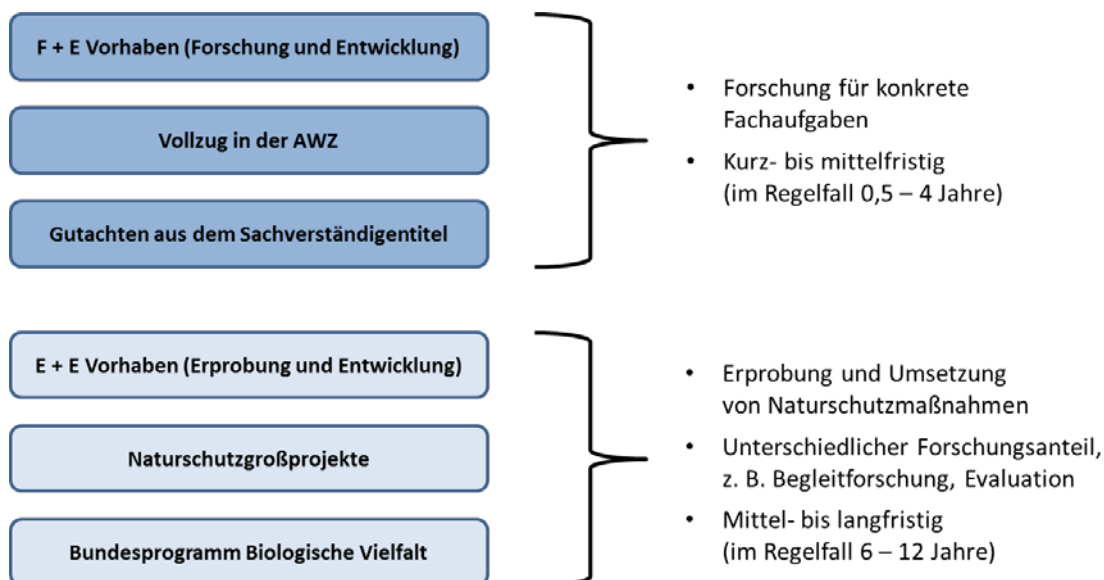 F + E Vorhaben (Forschung und Entwicklung)
Vollzug in der AWZ
Gutachten aus dem Sachverständigentitel
• Forschung für konkrete
Fachaufgaben
• Kurz- bis mittelfristig
(im Regelfall 0,5 – 4 Jahre)
E + E Vorhaben (Erprobung und Entwicklung)
Naturschutzgroßprojekte
Bundesprogramm Biologische Vielfalt
• Erprobung und Umsetzung
von Naturschutzmaßnahmen
• Unterschiedlicher Forschungsanteil,
z. B. Begleitforschung, Evaluation
• Mittel- bis langfristig
(im Regelfall 6 – 12 Jahre)